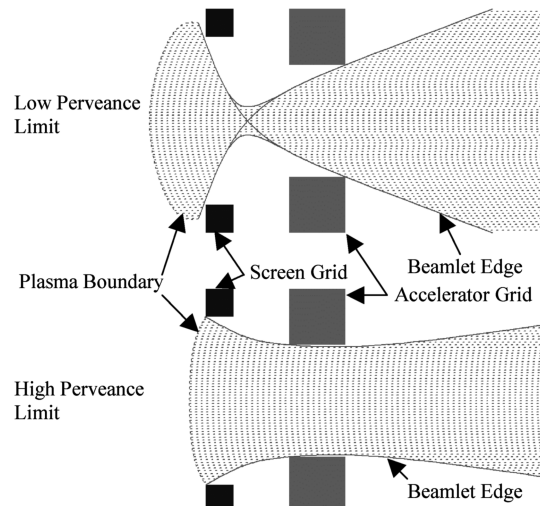 Low Perveance
Limit
Beamlet Edge
Screen Grid
Plasma Boundary
Accelerator Grid
High Perveance
Limit
Beamlet Edge